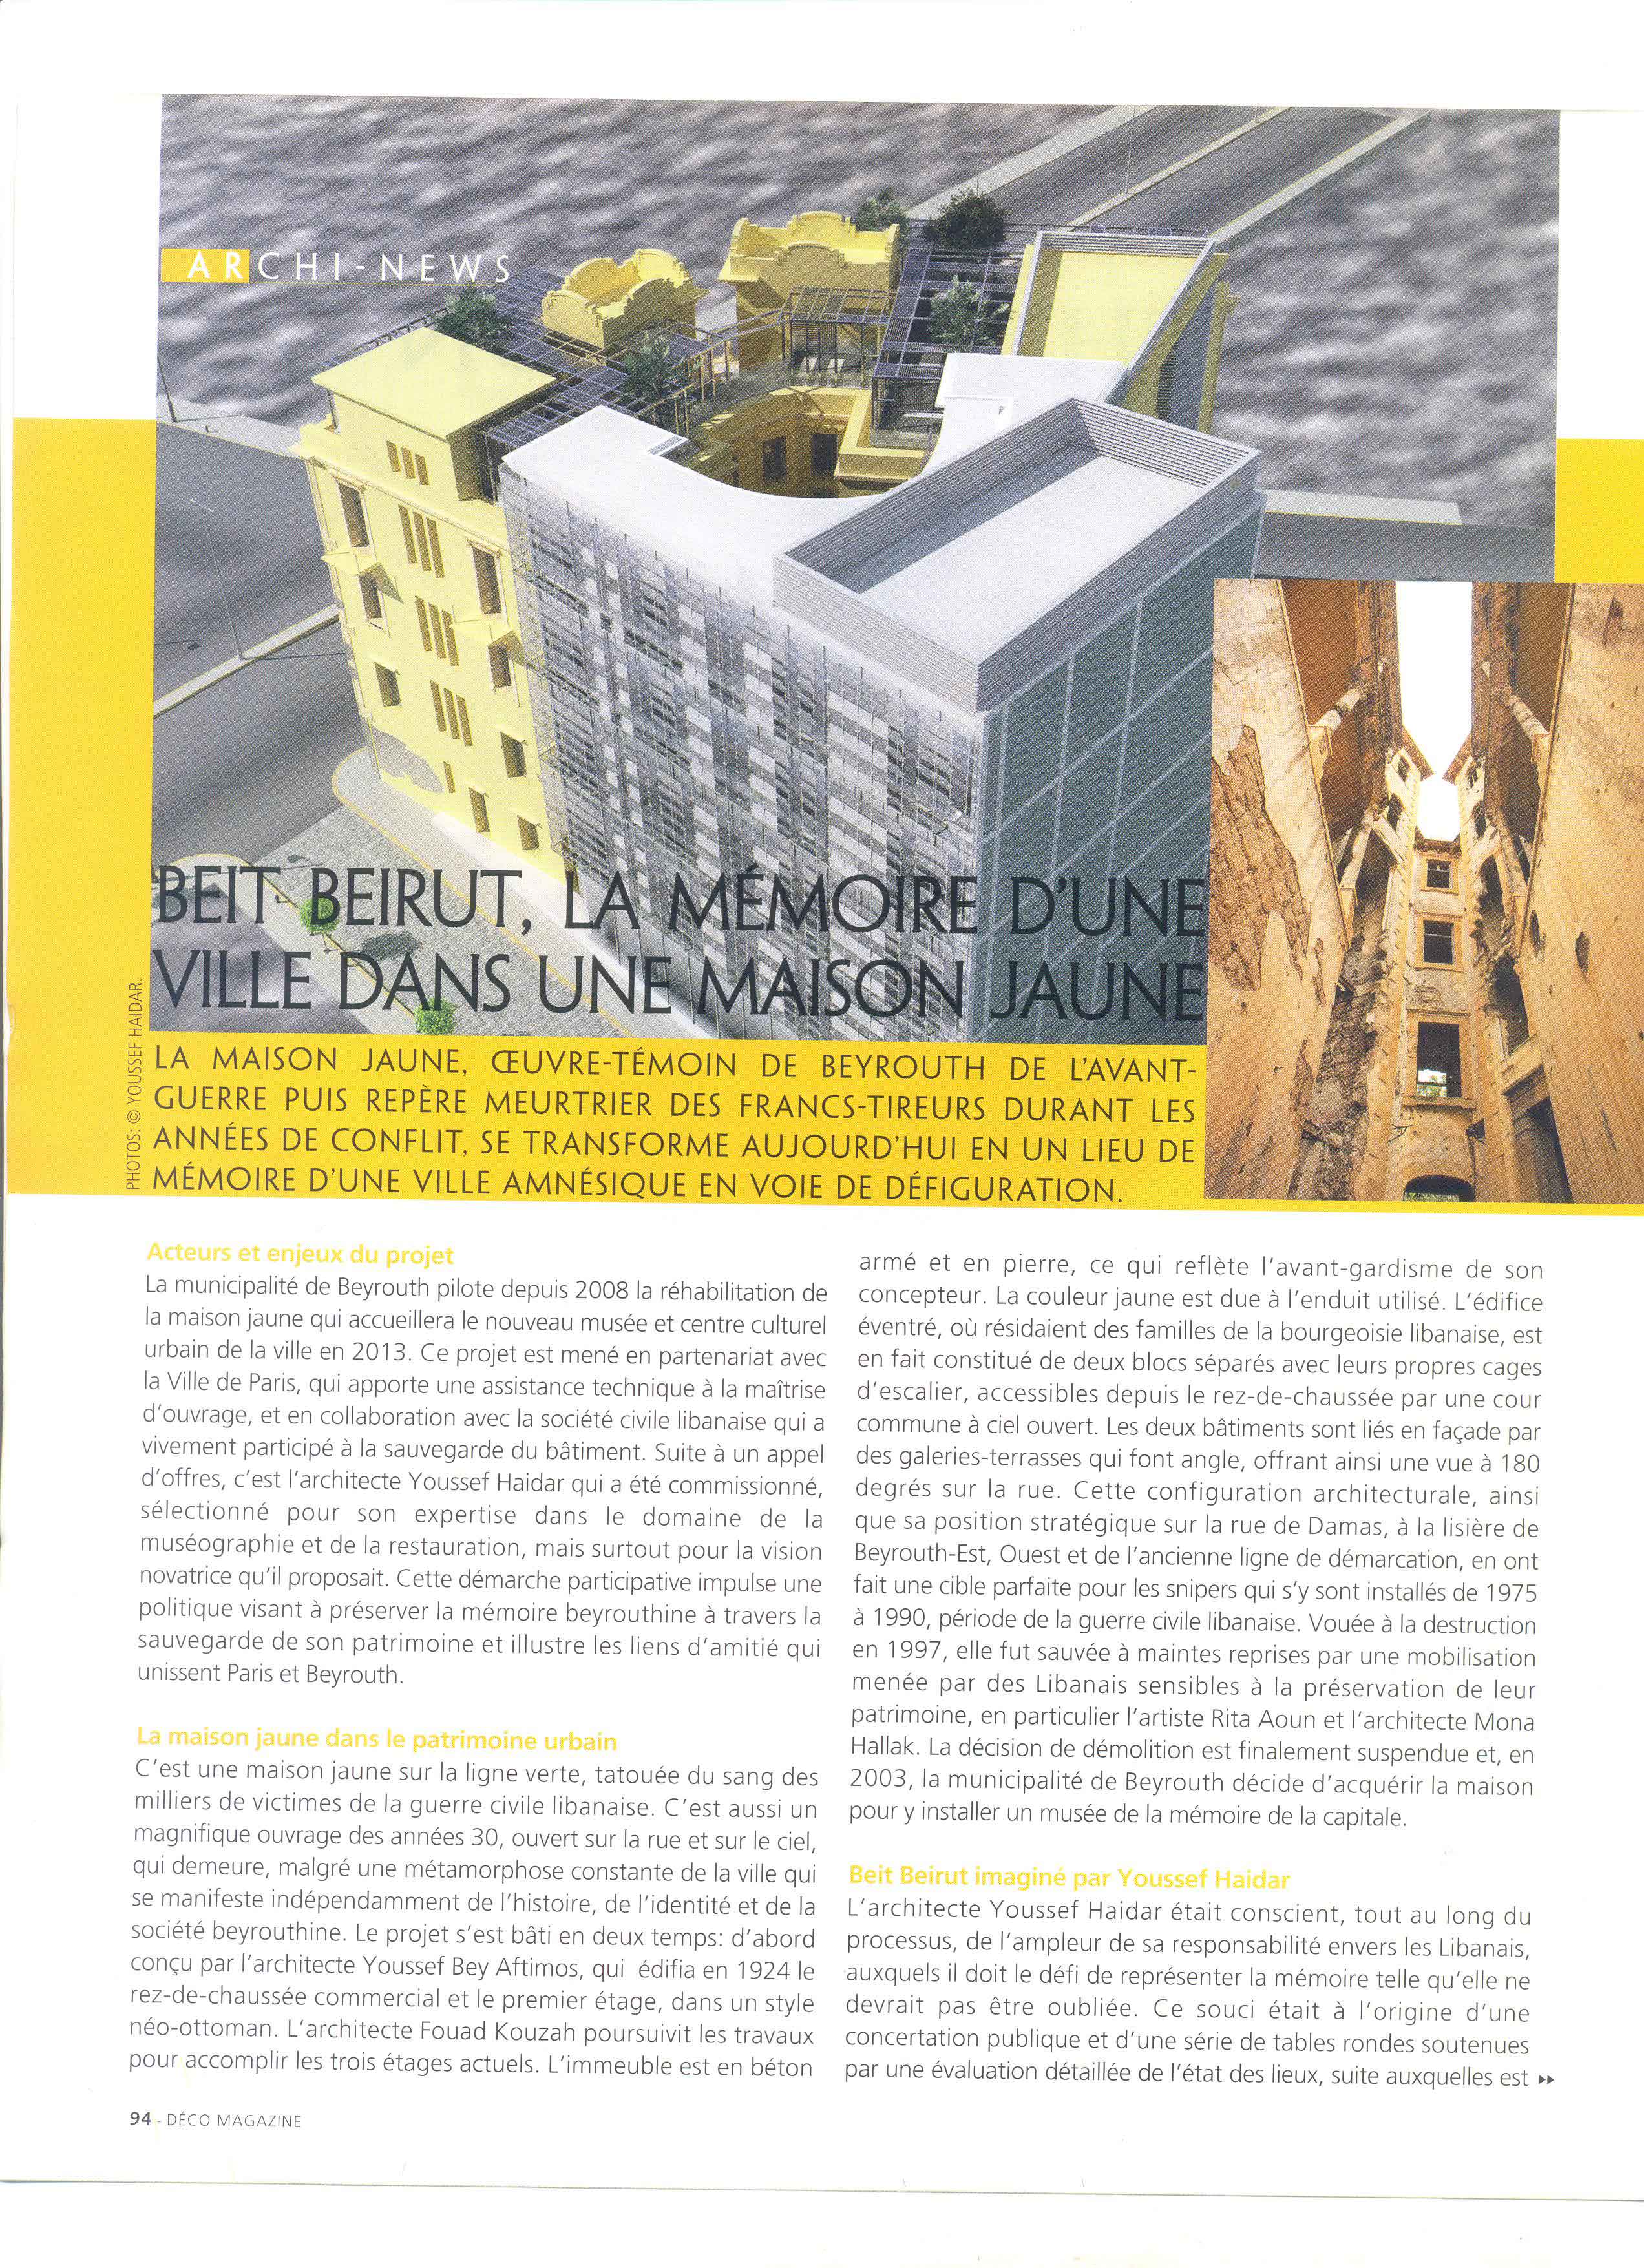 ARCHI-NEWS
BEIT BEIRUT, LA MÉMOIRE D'UNE
VILLE DANS UNE MAISON JAUNE
PHOTOS: © YOUSSEF HAIDAR.
LA MAISON JAUNE, ŒUVRE-TÉMOIN DE BEYROUTH DE L'AVANT-
GUERRE PUIS REPÈRE MEURTRIER DES FRANCS-TIREURS DURANT LES
ANNÉES DE CONFLIT, SE TRANSFORME AUJOURD'HUI EN UN LIEU DE
MÉMOIRE D'UNE VILLE AMNÉSIQUE EN VOIE DE DÉFIGURATION.
Acteurs et enjeux du projet
La municipalité de Beyrouth pilote depuis 2008 la réhabilitation de
la maison jaune qui accueillera le nouveau musée et centre culturel
urbain de la ville en 2013. Ce projet est mené en partenariat avec
la Ville de Paris, qui apporte une assistance technique à la maîtrise
d'ouvrage, et en collaboration avec la société civile libanaise qui a
vivement participé à la sauvegarde du bâtiment. Suite à un appel
d'offres, c'est l'architecte Youssef Haidar qui a été commissionné,
sélectionné pour son expertise dans le domaine de la
muséographie et de la restauration, mais surtout pour la vision
novatrice qu'il proposait. Cette démarche participative impulse une
politique visant à préserver la mémoire beyrouthine à travers la
sauvegarde de son patrimoine et illustre les liens d'amitié qui
unissent Paris et Beyrouth.
La maison jaune dans le patrimoine urbain
C'est une maison jaune sur la ligne verte, tatouée du sang des
milliers de victimes de la guerre civile libanaise. C'est aussi un
magnifique ouvrage des années 30, ouvert sur la rue et sur le ciel,
qui demeure, malgré une métamorphose constante de la ville qui
se manifeste indépendamment de l'histoire, de l'identité et de la
société beyrouthine. Le projet s'est bâti en deux temps: d'abord
conçu par l'architecte Youssef Bey Aftimos, qui édifia en 1924 le
rez-de-chaussée commercial et le premier étage, dans un style
néo-ottoman. L'architecte Fouad Kouzah poursuivit les travaux
pour accomplir les trois étages actuels. L'immeuble est en béton
armé et en pierre, ce qui reflète l'avant-gardisme de son
concepteur. La couleur jaune est due à l'enduit utilisé. L'édifice
éventré, où résidaient des familles de la bourgeoisie libanaise, est
en fait constitué de deux blocs séparés avec leurs propres cages
d'escalier, accessibles depuis le rez-de-chaussée par une cour
commune à ciel ouvert. Les deux bâtiments sont liés en façade par
des galeries-terrasses qui font angle, offrant ainsi une vue à 180
degrés sur la rue. Cette configuration architecturale, ainsi
que sa position stratégique sur la rue de Damas, à la lisière de
Beyrouth-Est, Ouest et de l'ancienne ligne de démarcation, en ont
fait une cible parfaite pour les snipers qui s'y sont installés de 1975
à 1990, période de la guerre civile libanaise. Vouée à la destruction
en 1997, elle fut sauvée à maintes reprises par une mobilisation
menée par des Libanais sensibles à la préservation de leur
patrimoine, en particulier l'artiste Rita Aoun et l'architecte Mona
Hallak. La décision de démolition est finalement suspendue et, en
2003, la municipalité de Beyrouth décide d'acquérir la maison
pour y installer un musée de la mémoire de la capitale.
Beit Beirut imaginé par Youssef Haidar
L'architecte Youssef Haidar était conscient, tout au long du
processus, de l'ampleur de sa responsabilité envers les Libanais,
auxquels il doit le défi de représenter la mémoire telle qu'elle ne
devrait pas être oubliée. Ce souci était à l'origine d'une
concertation publique et d'une série de tables rondes soutenues
par une évaluation détaillée de l'état des lieux, suite auxquelles est
94 - DÉCO MAGAZINE